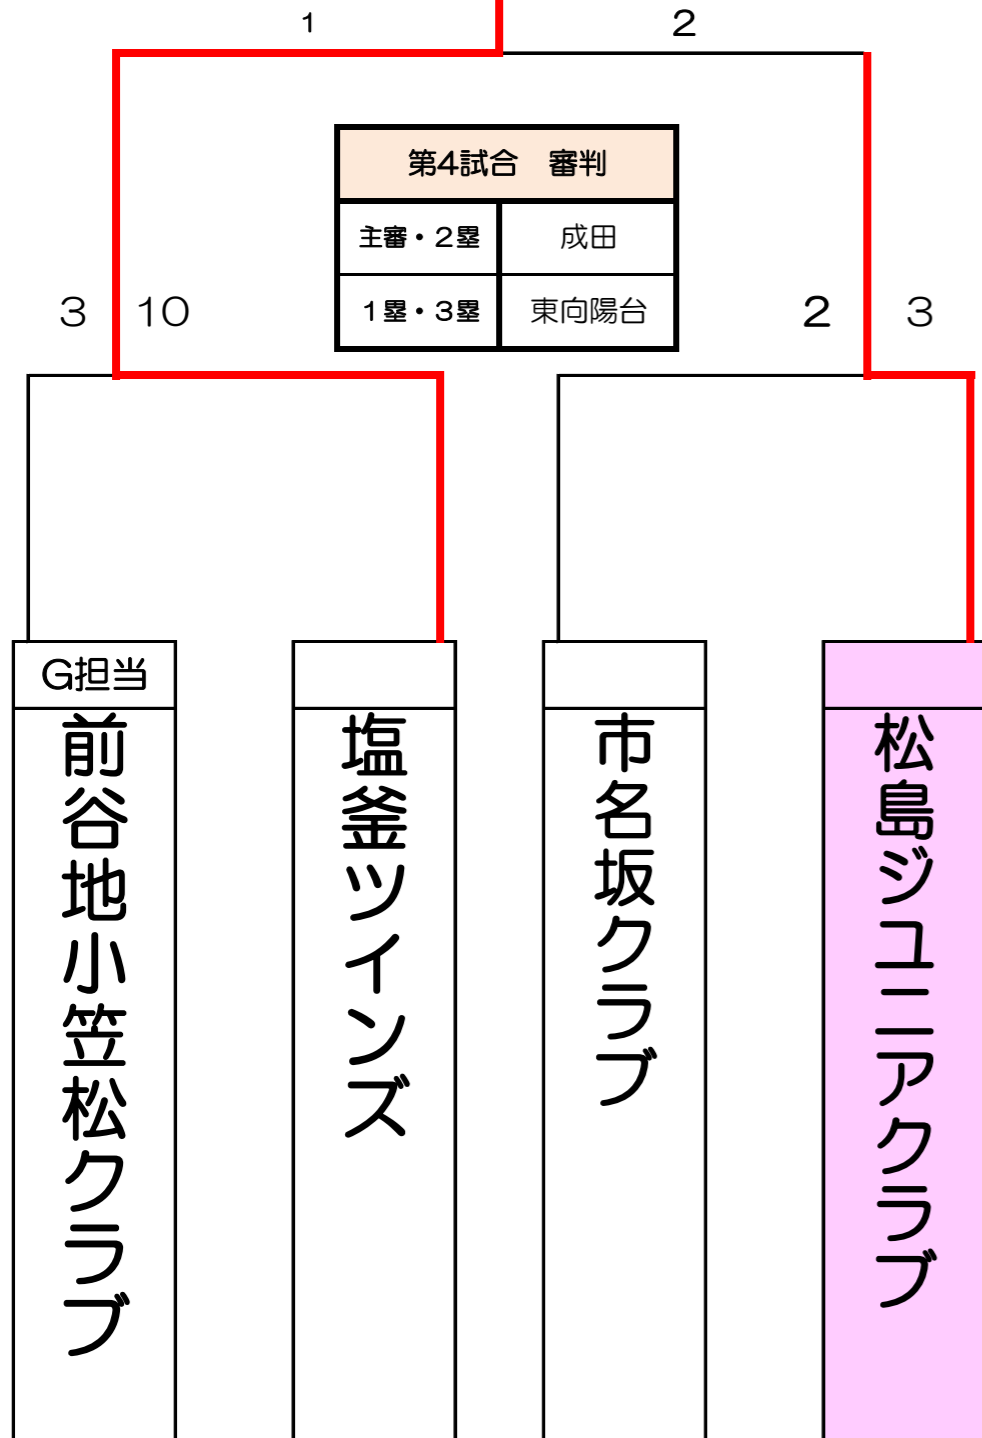 1
2
第4試合 審判
主審・2塁
成田
1塁・3塁
東向陽台
3
10
2
3
G担当
前谷地小笠松クラブ
塩釜ツインズ
市名坂クラブ
松島ジユニアクラブ